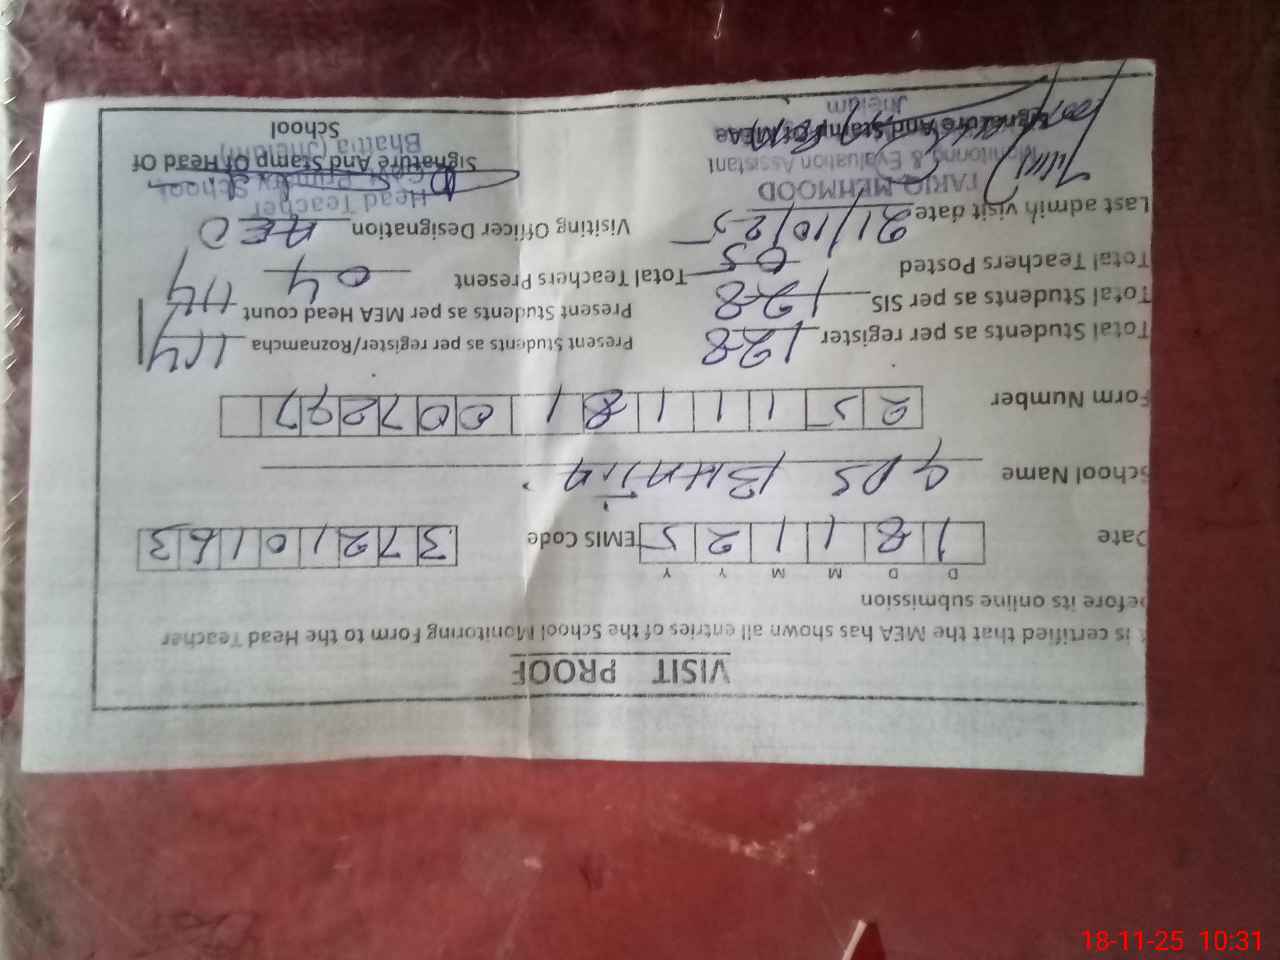 VISIT PROOF
is certified that the MEA has shown all entries of the School Monitoring Form to the Head Teacher
before its online submission
D D M M Y Y
Date 1 8 1 1 2 5 EMIS Code 3 7 2 1 0 1 6 3
School Name GPS BHATIA
Form Number 2 5 1 1 1 8 1 0 0 7 2 9 7
Total Students as per register 128 Present Students as per register/Roznamcha 114
Total Students as per SIS 128 Present Students as per MEA Head count 114
Total Teachers Posted 05 Total Teachers Present 04
Last admin visit date 21/10/25 Visiting Officer Designation AEO
TARIQ MEHMOOD Head Teacher
Monitoring & Evaluation Assistant Primary School
Signature And Stamp Of MEAe Signature And Stamp Of Head Of
Jhelum Bhattia (Jhelum)
School
18-11-25 10:31